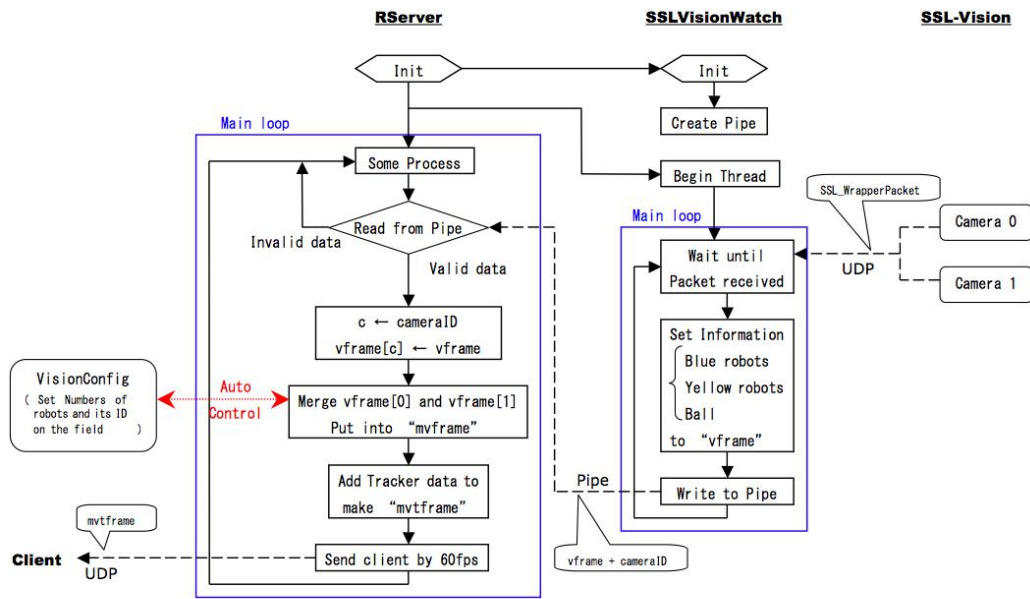 RServer
SSLVisionWatch
SSL-Vision
Init
Init
Create Pipe
Main loop
Some Process
Begin Thread
SSL_WrapperPacket
Main loop
Camera 0
Read from Pipe
Invalid data
Wait until
Packet received
UDP
Valid data
Camera 1
c ← cameraID
vframe[c] ← vframe
Set Information
Blue robots
Yellow robots
Ball
to “vframe”
VisionConfig
( Set Numbers of
robots and its ID
on the field )
Auto
Control
Merge vframe[0] and vframe[1]
Put into “mvframe”
Add Tracker data to
make “mvtframe”
Pipe
Write to Pipe
mvtframe
Client
UDP
Send client by 60fps
vframe + cameraID